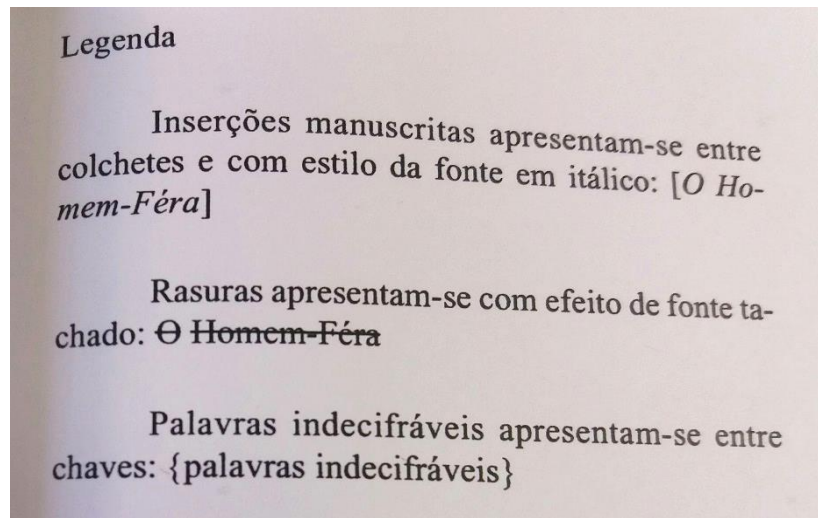 Legenda
Inserções manuscritas apresentam-se entre
colchetes e com estilo da fonte em itálico: [O Ho-
mem-Féra]
Rasuras apresentam-se com efeito de fonte ta-
chado: O Homem-Féra
Palavras indecifráveis apresentam-se entre
chaves: {palavras indecifráveis}